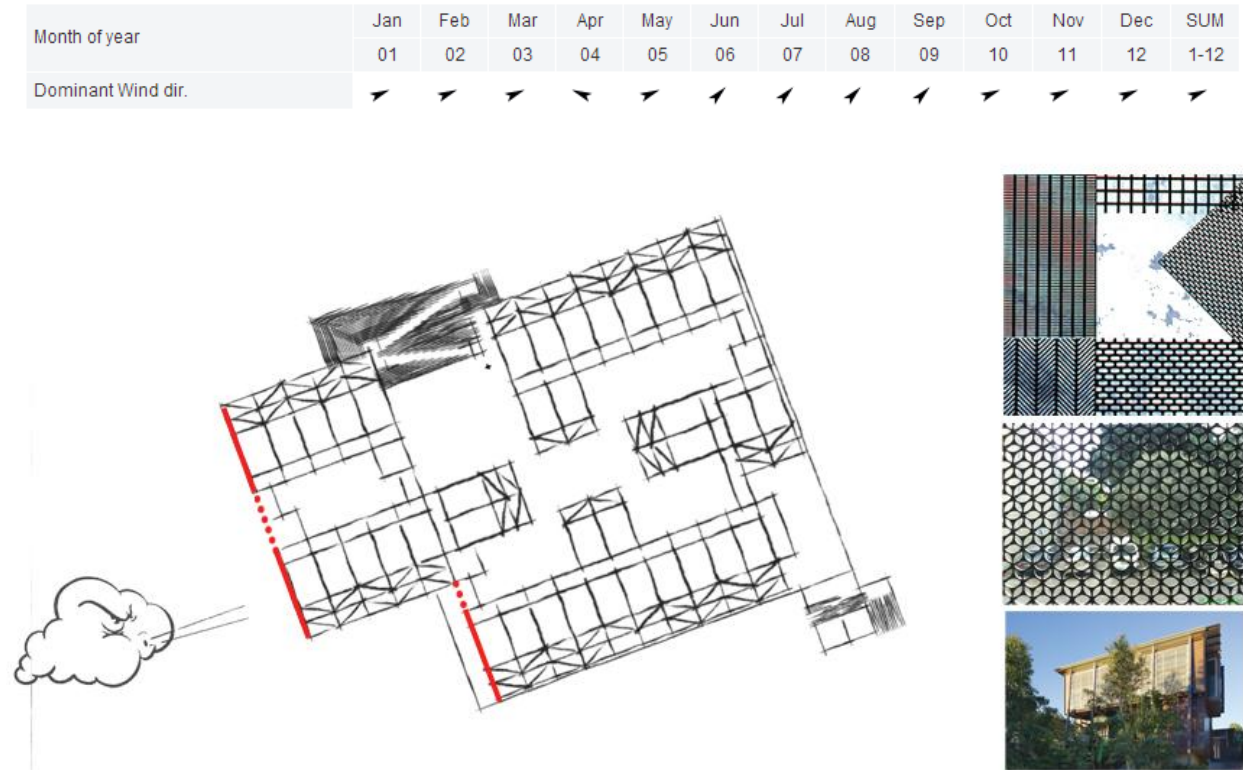 Month of year
Jan Feb Mar Apr May Jun Jul Aug Sep Oct Nov Dec SUM
01 02 03 04 05 06 07 08 09 10 11 12 1-12
Dominant Wind dir.